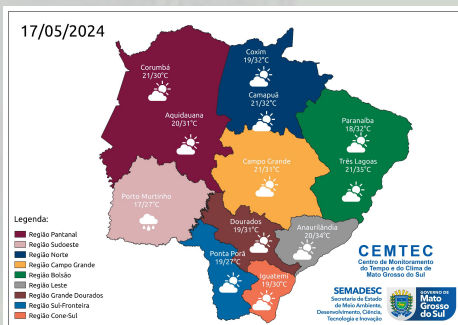 17/05/2024
Coxim
19/32°C
Corumbá
21/30°C
Camapuã
21/32°C
Aquidauana
20/31°C
Paranaíba
18/32°C
Campo Grande
21/31°C
Três Lagoas
21/35°C
Porto Murtinho
17/27°C
Dourados
19/31°C
Anaurilândia
20/34°C
Ponta Porã
19/27°C
Iguatemi
19/30°C
Legenda:
Região Pantanal
Região Sudoeste
Região Norte
Região Campo Grande
Região Bolsão
Região Leste
Região Grande Dourados
Região Sul-Fronteira
Região Cone-Sul
CEMTEC
Centro de Monitoramento
do Tempo e do Clima de
Mato Grosso do Sul
SEMADESC
Secretaria de Estado
de Meio Ambiente,
Desenvolvimento, Ciência,
Tecnologia e Inovação
GOVERNO DE
Mato
Grosso
do Sul